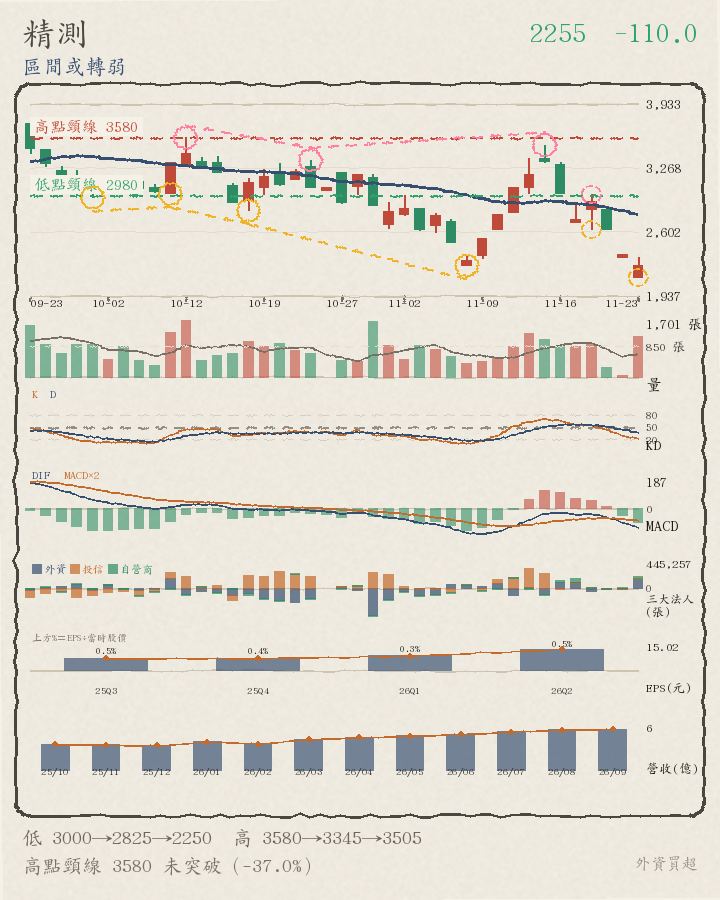 精測
2255 -110.0
區間或轉弱
3,933
高點頸線 3580
3,268
低點頸線 2980
2,602
1,937
09-23 10-02 10-12 10-19 10-27 11-02 11-09 11-16 11-23
1,701 張
850 張
量
K D
80
50
20
KD
DIF MACD×2
187
0
MACD
外資 投信 自營商
445,257
0
三大法人
(張)
上方%=EPS÷當時股價
0.5% 0.4% 0.3% 0.5%
15.02
25Q3 25Q4 26Q1 26Q2
EPS(元)
6
25/10 25/11 25/12 26/01 26/02 26/03 26/04 26/05 26/06 26/07 26/08 26/09
營收(億)
低 3000→2825→2250 高 3580→3345→3505
高點頸線 3580 未突破 (-37.0%)
外資買超